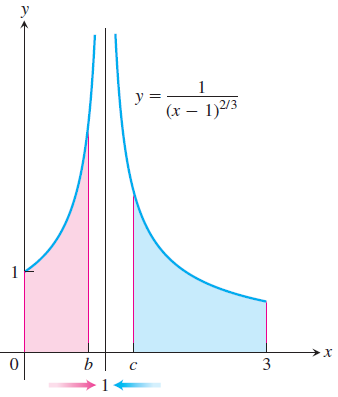 y
y = 1 / (x − 1)^{2/3}
1
0 b c 3 x
1